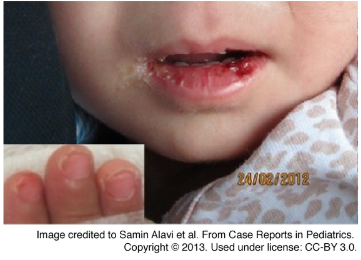 24/02/2012
Image credited to Samin Alavi et al. From Case Reports in Pediatrics.
Copyright © 2013. Used under license: CC-BY 3.0.